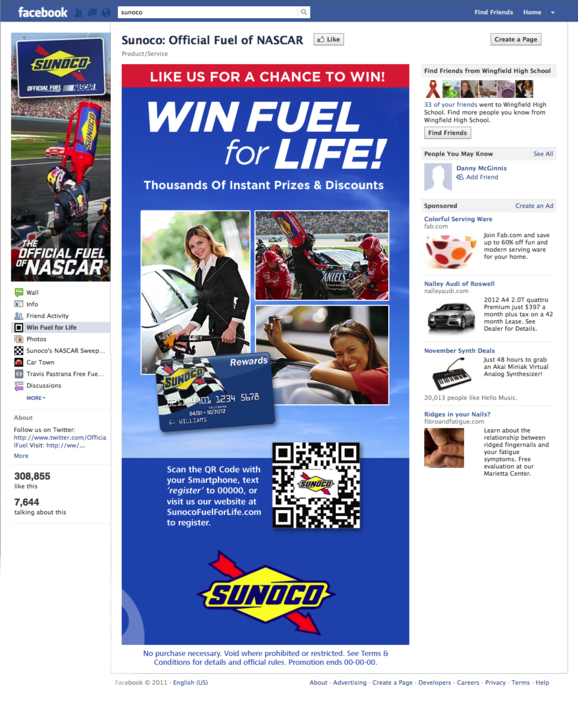 facebook
sunoco
Find Friends
Home
Sunoco: Official Fuel of NASCAR
Like
Create a Page
Product/Service
SUNOCO
OFFICIAL FUEL NASCAR
THE
OFFICIAL FUEL
OF NASCAR
Wall
Info
Friend Activity
Win Fuel for Life
Photos
Sunoco's NASCAR Sweep...
Car Town
Travis Pastrana Free Fue...
Discussions
MORE
About
Follow us on Twitter:
http://www.twitter.com/Officia
lFuel Visit: http://ww/...
More
308,855
like this
7,644
talking about this
LIKE US FOR A CHANCE TO WIN!
WIN FUEL
for LIFE!
Thousands Of Instant Prizes & Discounts
Rewards
SUNOCO
1234 5678
04/01 - 10/31/12
G. WILLIAMS
Scan the QR Code with
your Smartphone, text
'register' to 00000, or
visit us our website at
SunocoFuelForLife.com
to register.
SUNOCO
SUNOCO
No purchase necessary. Void where prohibited or restricted. See Terms &
Conditions for details and official rules. Promotion ends 00-00-00.
Find Friends from Wingfield High School
33 of your friends went to Wingfield High
School. Find more people you know from
Wingfield High School.
Find Friends
People You May Know
See All
Danny McGinnis
Add Friend
Sponsored
Create an Ad
Colorful Serving Ware
fab.com
Join Fab.com and save
up to 60% off fun and
modern serving ware
for your home.
Nalley Audi of Roswell
nalleyaudi.com
2012 A4 2.0T quattro
Premium just $397 a
month plus tax on a 42
month Lease. See
Dealer for Details.
November Synth Deals
Just 48 hours to grab
an Akai Miniak Virtual
Analog Synthesizer!
20,013 people like Hello Music.
Ridges in your Nails?
fibroandfatigue.com
Learn about the
relationship between
ridged fingernails and
your fatigue
symptoms. Free
evaluation at our
Marietta Center.
Facebook © 2011 · English (US)
About · Advertising · Create a Page · Developers · Careers · Privacy · Terms · Help